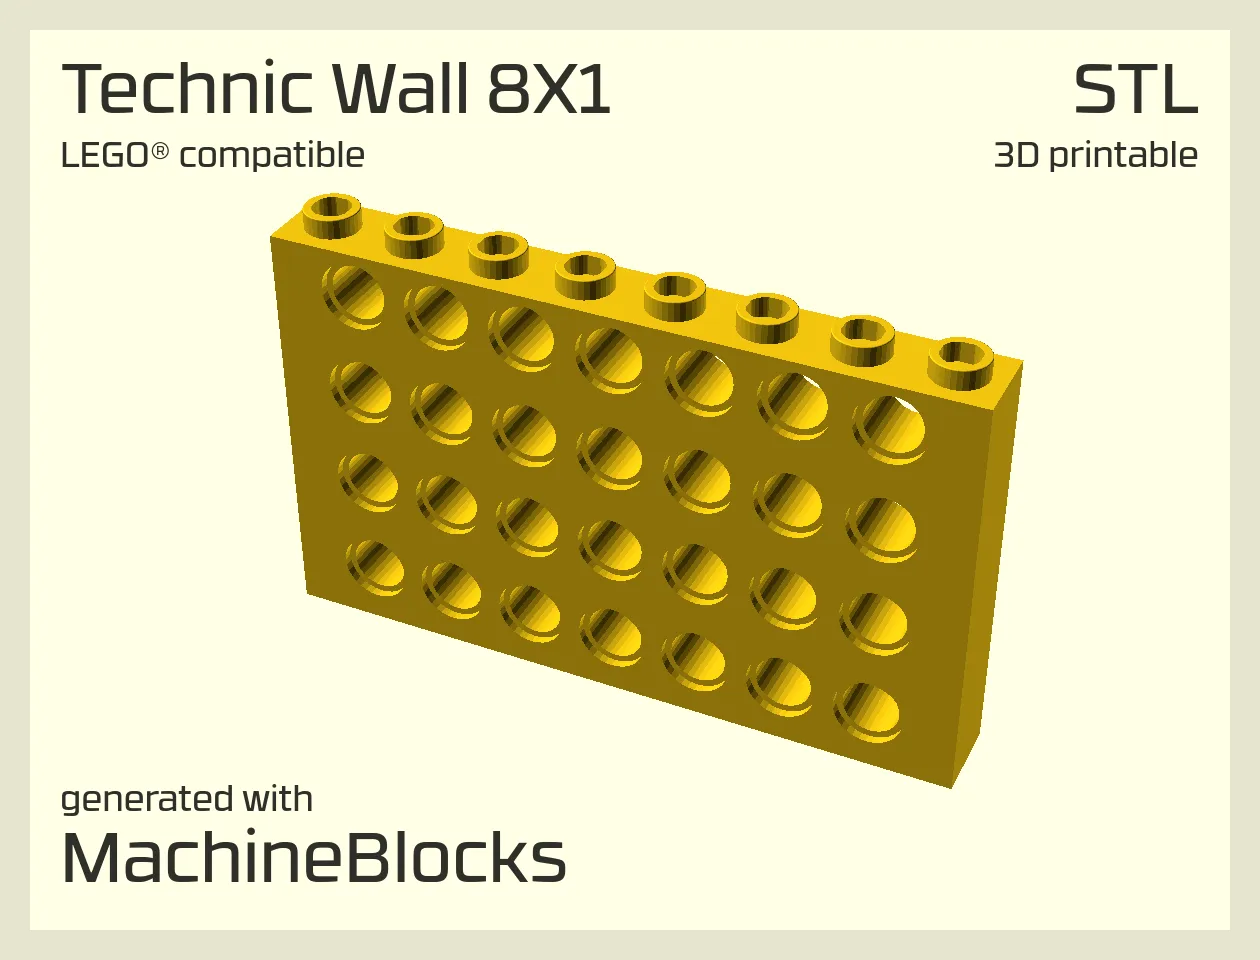 Technic Wall 8X1
LEGO® compatible
STL
3D printable
generated with
MachineBlocks